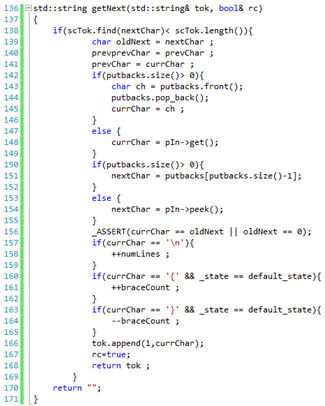 136 std::string getNext(std::string& tok, bool& rc)
137 {
138     if(scTok.find(nextChar)< scTok.length()){
139         char oldNext = nextChar ;
140         prevprevChar = prevChar ;
141         prevChar = currChar ;
142         if(putbacks.size()> 0){
143             char ch = putbacks.front();
144             putbacks.pop_back();
145             currChar = ch ;
146         }
147         else {
148             currChar = pIn->get();
149         }
150         if(putbacks.size()> 0){
151             nextChar = putbacks[putbacks.size()-1];
152         }
153         else {
154             nextChar = pIn->peek();
155         }
156         _ASSERT(currChar == oldNext || oldNext == 0);
157         if(currChar == '\n'){
158             ++numLines ;
159         }
160         if(currChar == '{' && _state == default_state){
161             ++braceCount ;
162         }
163         if(currChar == '}' && _state == default_state){
164             --braceCount ;
165         }
166         tok.append(1,currChar);
167         rc=true;
168         return tok ;
169     }
170     return "";
171 }